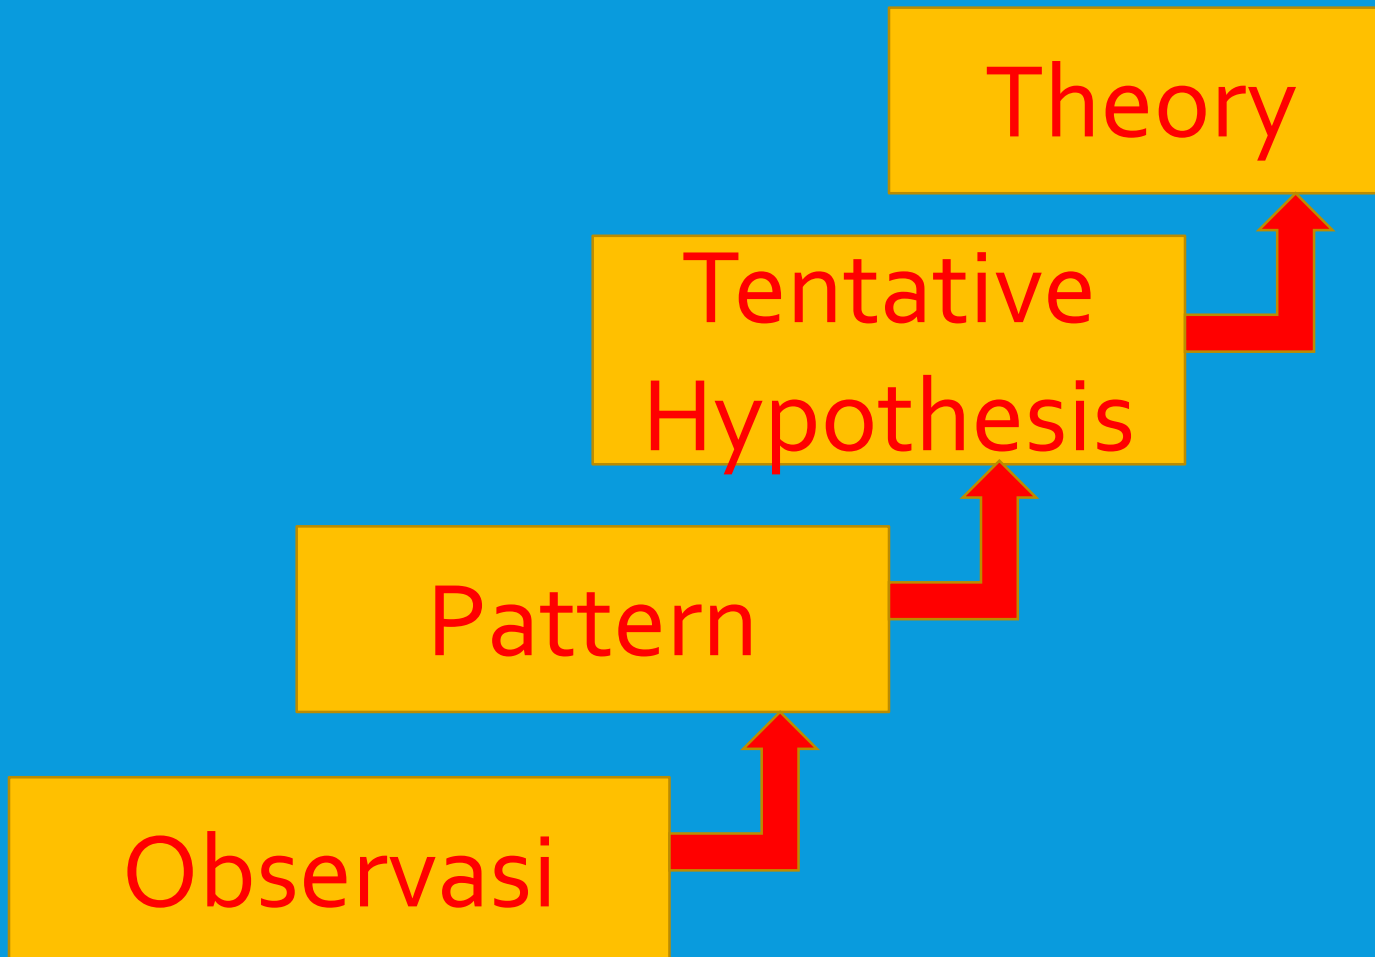 Theory
Tentative
Hypothesis
Pattern
Observasi